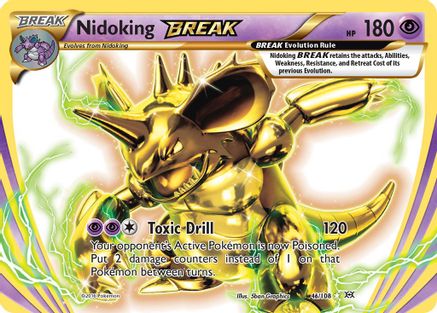 BREAK
Nidoking BREAK
HP 180
Evolves from Nidoking
BREAK Evolution Rule
Nidoking BREAK retains the attacks, Abilities,
Weakness, Resistance, and Retreat Cost of its
previous Evolution.
Toxic Drill 120
Your opponent's Active Pokémon is now Poisoned.
Put 2 damage counters instead of 1 on that
Pokémon between turns.
©2016 Pokémon
Illus. 5ban Graphics
46/108